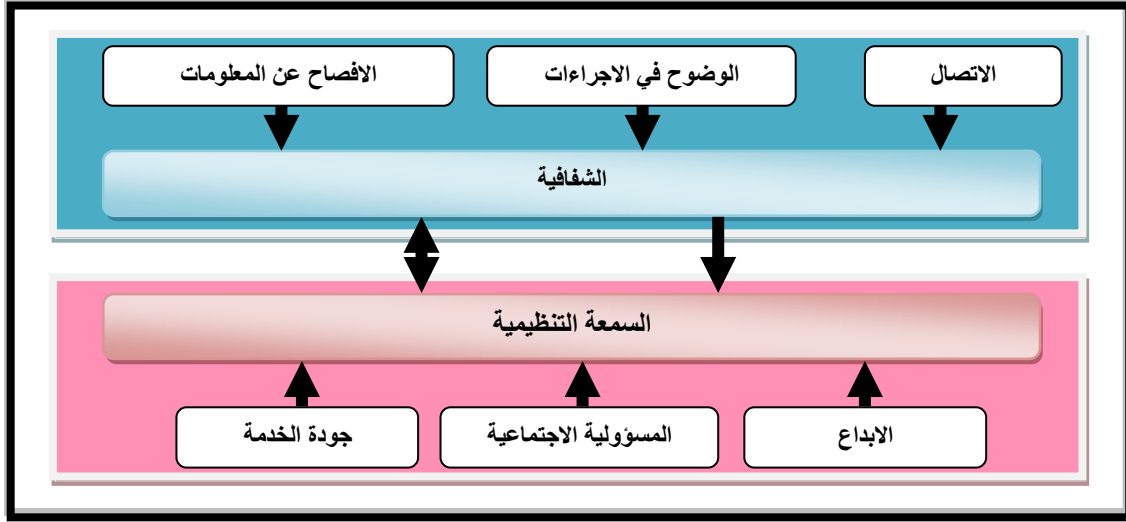 الاتصال
الوضوح في الاجراءات
الافصاح عن المعلومات
الشفافية
السمعة التنظيمية
الابداع
المسؤولية الاجتماعية
جودة الخدمة